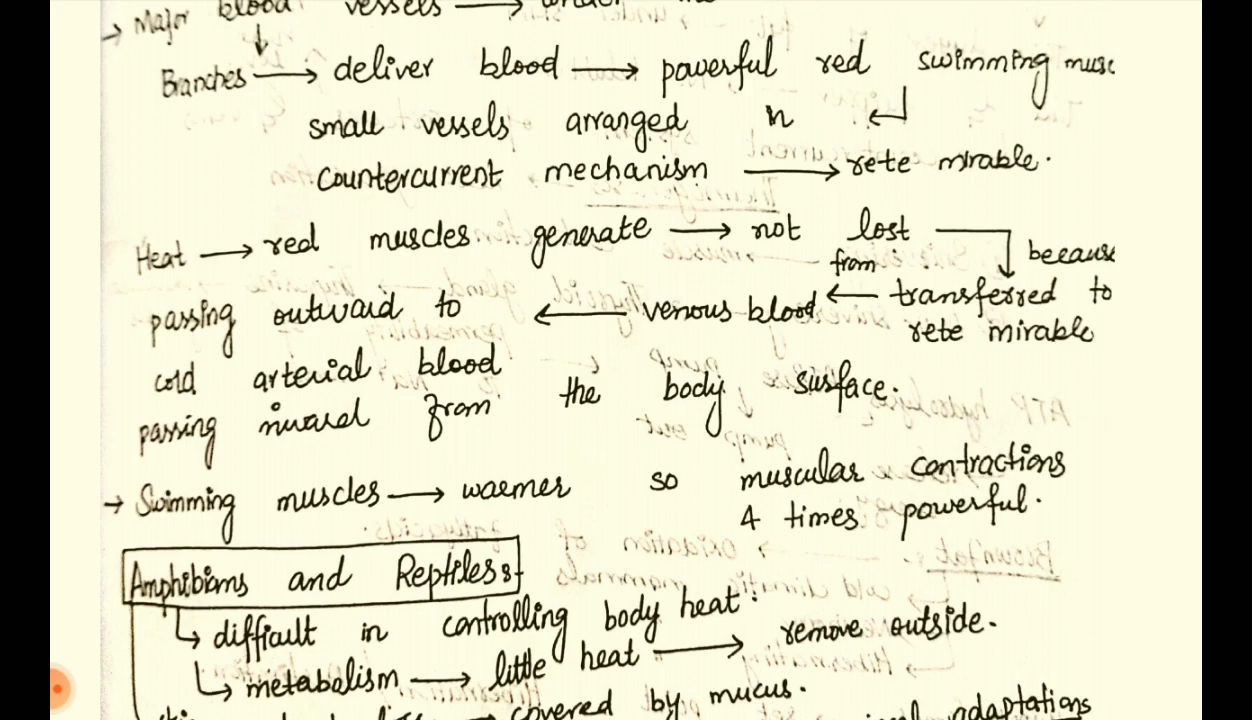 → Major blood vessels → under
↓
Branches → deliver blood → powerful red swimming musc
small vessels arranged in ↲
countercurrent mechanism → rete mirable.
Heat → red muscles generate → not lost ↓ because
from
passing outward to ← venous blood ← transferred to
rete mirable
cold arterial blood
passing inward from the body surface.
→ Swimming muscles → warmer so muscular contractions
4 times powerful.
Amphibians and Reptiles:-
↳ difficult in controlling body heat.
↳ metabolism → little heat → remove outside.
→ covered by mucus.
adaptations